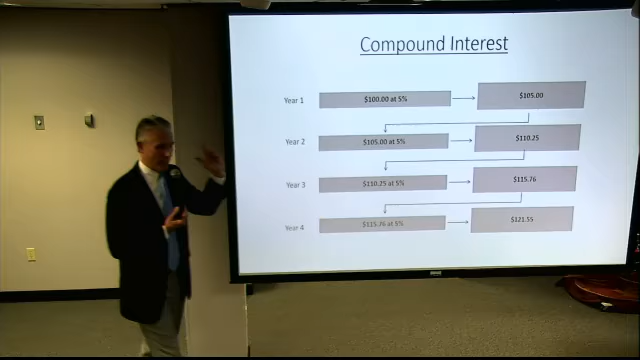 Compound Interest
Year 1 $100.00 at 5% $105.00
Year 2 $105.00 at 5% $110.25
Year 3 $110.25 at 5% $115.76
Year 4 $115.76 at 5% $121.55